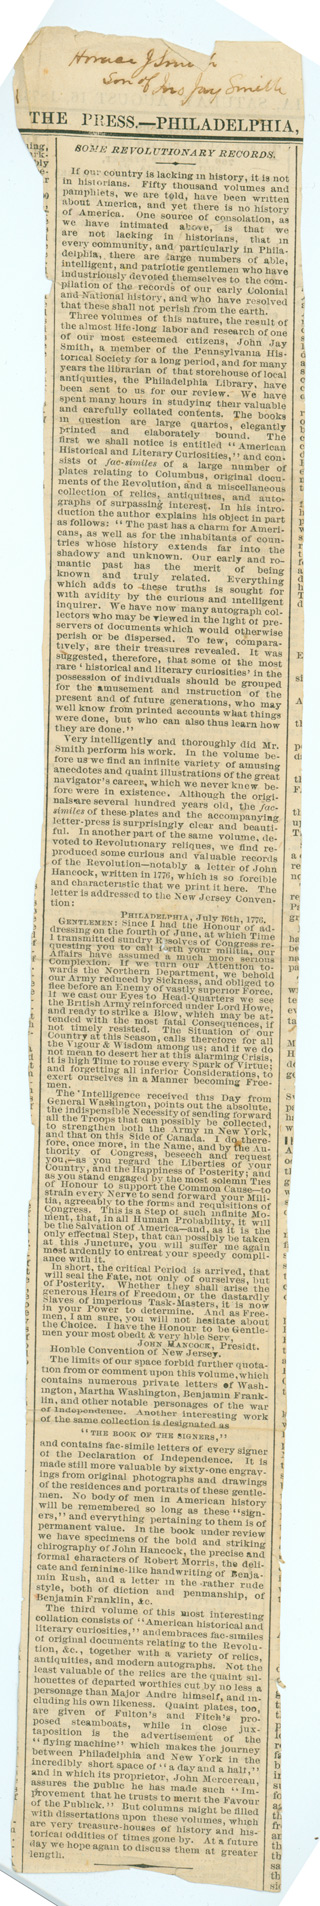 Horace J Smith
Son of Jno Jay Smith
THE PRESS.—PHILADELPHIA,
SOME REVOLUTIONARY RECORDS.
If our country is lacking in history, it is not
in historians. Fifty thousand volumes and
pamphlets, we are told, have been written
about America, and yet there is no history
of America. One source of consolation, as
we have intimated above, is that we
are not lacking in historians, that in
every community, and particularly in Phila-
delphia, there are large numbers of able,
intelligent, and patriotic gentlemen who have
industriously devoted themselves to the com-
pilation of the records of our early Colonial
and National history, and who have resolved
that these shall not perish from the earth.
Three volumes of this nature, the result of
the almost life-long labor and research of one
of our most esteemed citizens, John Jay
Smith, a member of the Pennsylvania His-
torical Society for a long period, and for many
years the librarian of that storehouse of local
antiquities, the Philadelphia Library, have
been sent to us for our review. We have
spent many hours in studying their valuable
and carefully collated contents. The books
in question are large quartos, elegantly
printed and elaborately bound. The
first we shall notice is entitled "American
Historical and Literary Curiosities," and con-
sists of fac-similes of a large number of
plates relating to Columbus, original docu-
ments of the Revolution, and a miscellaneous
collection of relics, antiquities, and auto-
graphs of surpassing interest. In his intro-
duction the author explains his object in part
as follows: "The past has a charm for Ameri-
cans, as well as for the inhabitants of coun-
tries whose history extends far into the
shadowy and unknown. Our early and ro-
mantic past has the merit of being
known and truly related. Everything
which adds to these truths is sought for
with avidity by the curious and intelligent
inquirer. We have now many autograph col-
lectors who may be viewed in the light of pre-
servers of documents which would otherwise
perish or be dispersed. To few, compara-
tively, are their treasures revealed. It was
suggested, therefore, that some of the most
rare 'historical and literary curiosities' in the
possession of individuals should be grouped
for the amusement and instruction of the
present and of future generations, who may
well know from printed accounts what things
were done, but who can also thus learn how
they are done."
Very intelligently and thoroughly did Mr.
Smith perform his work. In the volume be-
fore us we find an infinite variety of amusing
anecdotes and quaint illustrations of the great
navigator's career, which we never knew be-
fore were in existence. Although the origi-
nals are several hundred years old, the fac-
similes of these plates and the accompanying
letter-press is surprisingly clear and beauti-
ful. In another part of the same volume, de-
voted to Revolutionary reliques, we find re-
produced some curious and valuable records
of the Revolution—notably a letter of John
Hancock, written in 1776, which is so forcible
and characteristic that we print it here. The
letter is addressed to the New Jersey Conven-
tion:
PHILADELPHIA, July 26th, 1776.
GENTLEMEN: Since I had the Honour of ad-
dressing on the fourth of June, at which Time
I transmitted sundry Resolves of Congress re-
questing you to call forth your militia, our
Affairs have assumed a much more serious
Complexion. If we turn our Attention to-
wards the Northern Department, we behold
our Army reduced by Sickness, and obliged to
flee before an Enemy of vastly superior Force.
If we cast our Eyes to Head-Quarters we see
the British Army reinforced under Lord Howe,
and ready to strike a Blow, which may be at-
tended with the most fatal Consequences, if
not timely resisted. The Situation of our
Country at this Season, calls therefore for all
the Vigour & Wisdom among us; and if we do
not mean to desert her at this alarming Crisis,
it is high Time to rouse every Spark of Virtue;
and forgetting all inferior Considerations, to
exert ourselves in a Manner becoming Free-
men.
The Intelligence received this Day from
General Washington, points out the absolute,
the indispensible Necessity of sending forward
all the Troops that can possibly be collected,
to strengthen both the Army in New York,
and that on this Side of Canada. I do there-
fore, once more, in the Name, and by the Au-
thority of Congress, beseech and request
you,—as you regard the Liberties of your
Country, and the Happiness of Posterity; and
as you stand engaged by the most solemn Ties
of Honour to support the Common Cause—to
strain every Nerve to send forward your Mili-
tia, agreeably to the forms and requisitions of
Congress. This is a Step of such infinite Mo-
ment, that, in all Human Probability, it will
be the Salvation of America—and, as it is the
only effectual Step, that can possibly be taken
at this Juncture, you will suffer me again
most ardently to entreat your speedy compli-
ance with it.
In short, the critical Period is arrived, that
will seal the Fate, not only of ourselves, but
of Posterity. Whether they shall arise the
generous Heirs of Freedom, or the dastardly
Slaves of imperious Task-Masters, it is now
in your Power to determine. And as Free-
men, I am sure, you will not hesitate about
the Choice. I have the Honour to be Gentle-
men your most obedt & very hble Serv,
JOHN HANCOCK, Presidt.
Honble Convention of New Jersey.
The limits of our space forbid further quota-
tion from or comment upon this volume, which
contains numerous private letters of Wash-
ington, Martha Washington, Benjamin Frank-
lin, and other notable personages of the war
of Independence. Another interesting work
of the same collection is designated as
"THE BOOK OF THE SIGNERS,"
and contains fac-simile letters of every signer
of the Declaration of Independence. It is
made still more valuable by sixty-one engrav-
ings from original photographs and drawings
of the residences and portraits of these gentle-
men. No body of men in American history
will be remembered so long as these "sign-
ers," and everything pertaining to them is of
permanent value. In the book under review
we have specimens of the bold and striking
chirography of John Hancock, the precise and
formal characters of Robert Morris, the deli-
cate and feminine-like handwriting of Benja-
min Rush, and a letter in the rather rude
style, both of diction and penmanship, of
Benjamin Franklin, &c.
The third volume of this most interesting
collation consists of "American historical and
literary curiosities," and embraces fac-similes
of original documents relating to the Revolu-
tion, &c., together with a variety of relics,
antiquities, and modern autographs. Not the
least valuable of the relics are the quaint sil-
houettes of departed worthies cut by no less a
personage than Major Andre himself, and in-
cluding his own likeness. Quaint plates, too,
are given of Fulton's and Fitch's pro-
posed steamboats, while in close jux-
taposition is the advertisement of the
"flying machine" which makes the journey
between Philadelphia and New York in the
incredibly short space of "a day and a half,"
and in which its proprietor, John Mercereau,
assures the public he has made such "Im-
provement that he trusts to merit the Favour
of the Publick." But columns might be filled
with dissertations upon these volumes, which
are very treasure-houses of history and his-
torical oddities of times gone by. At a future
day we hope again to discuss them at greater
length.